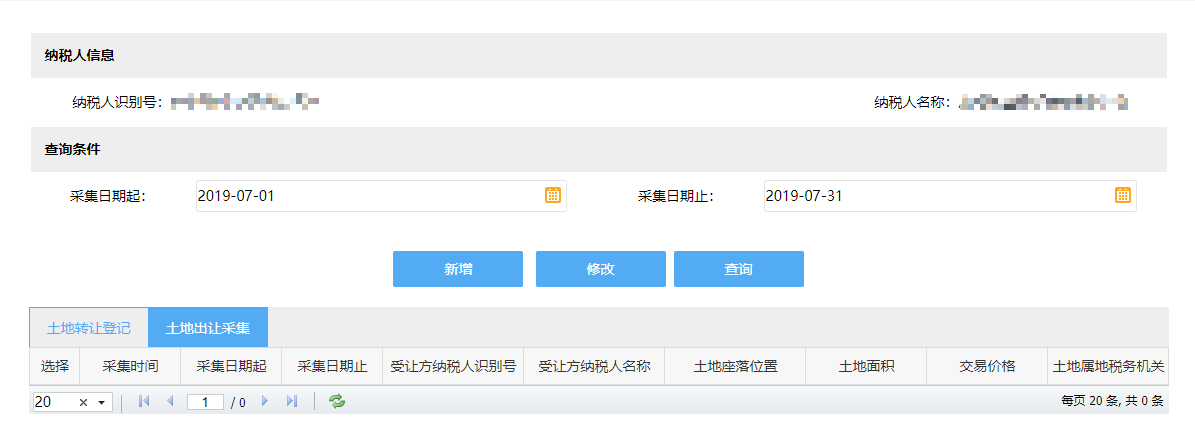 纳税人信息
纳税人识别号： 纳税人名称：
查询条件
采集日期起： 2019-07-01 采集日期止： 2019-07-31
新增 修改 查询
土地转让登记 土地出让采集
选择 采集时间 采集日期起 采集日期止 受让方纳税人识别号 受让方纳税人名称 土地座落位置 土地面积 交易价格 土地属地税务机关
20 1 / 0 每页 20 条, 共 0 条